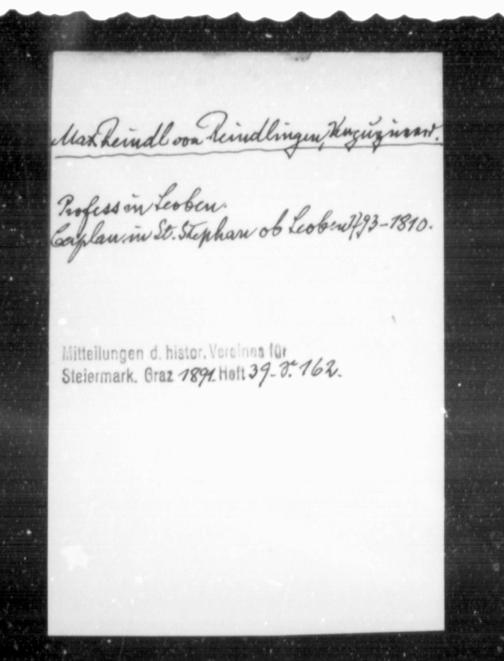 Max Reindl von Reindlingen, Kapuziner.
Profess in Leoben.
Caplan in St. Stephan ob Leoben 1793-1810.
Mitteilungen d. histor. Vereines für
Steiermark. Graz 1891. Heft 39. S. 162.